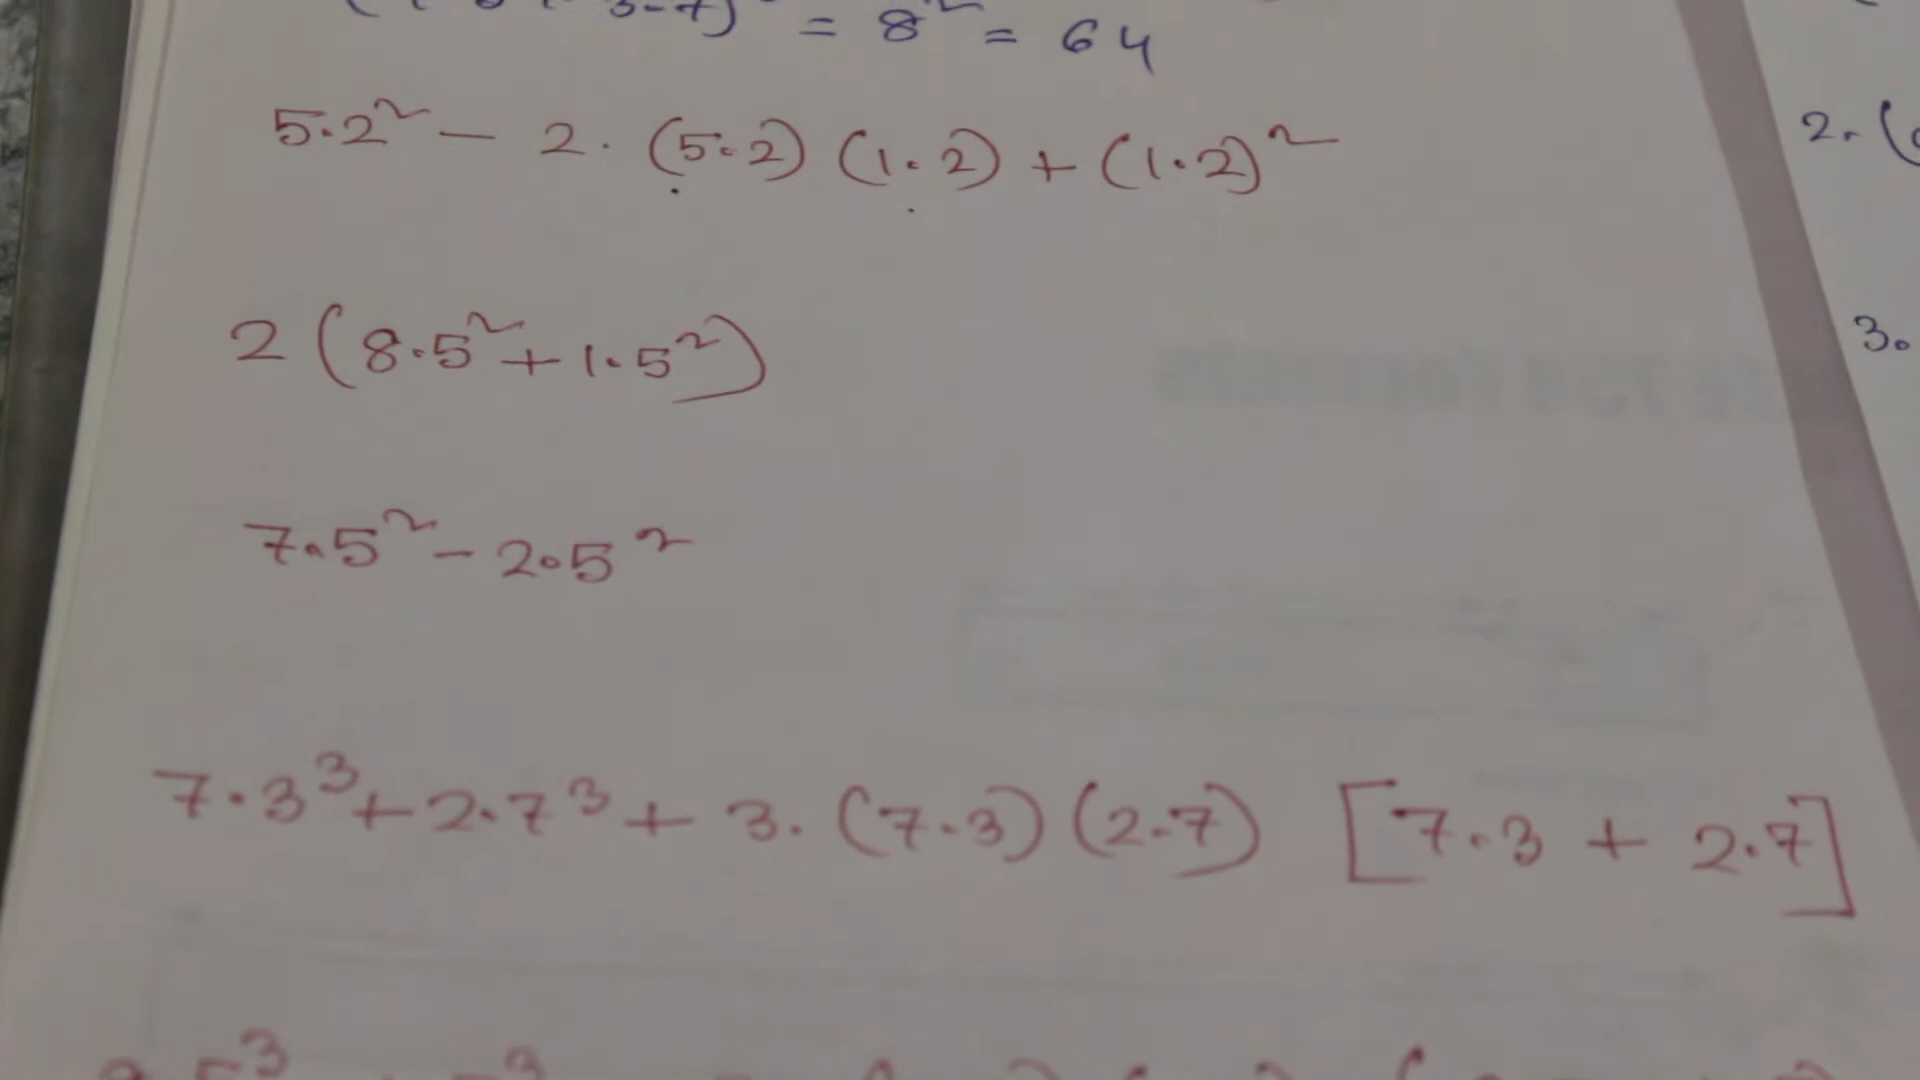 = 8² = 64
5.2² - 2. (5.2) (1.2) + (1.2)²
2.
2 (8.5² + 1.5²)
3.
7.5² - 2.5²
7.3³ + 2.7³ + 3. (7.3) (2.7) [7.3 + 2.7]